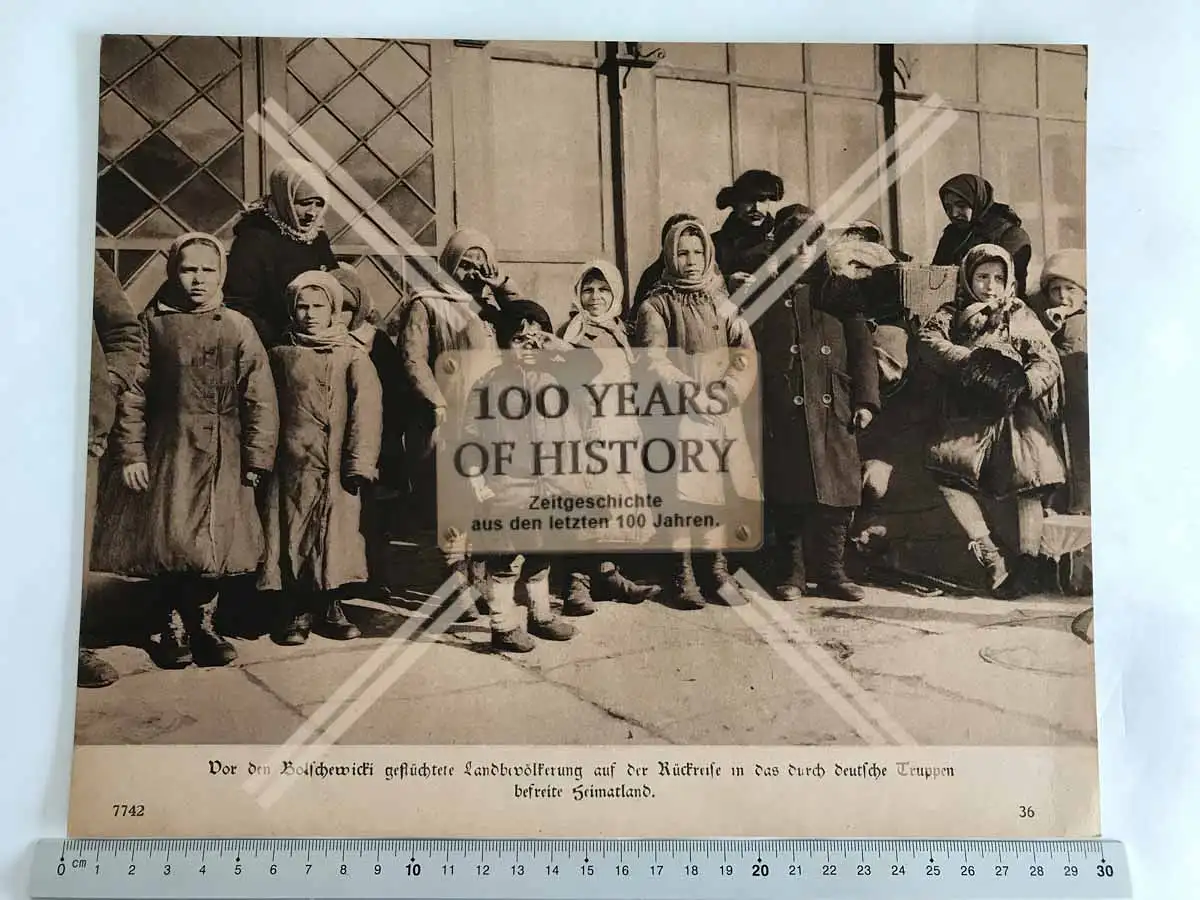 100 YEARS
OF HISTORY
Zeitgeschichte
aus den letzten 100 Jahren.
Vor den Bolschewicki geflüchtete Landbevölkerung auf der Rückreise in das durch deutsche Truppen
befreite Heimatland.
7742
36
0 cm 1 2 3 4 5 6 7 8 9 10 11 12 13 14 15 16 17 18 19 20 21 22 23 24 25 26 27 28 29 30